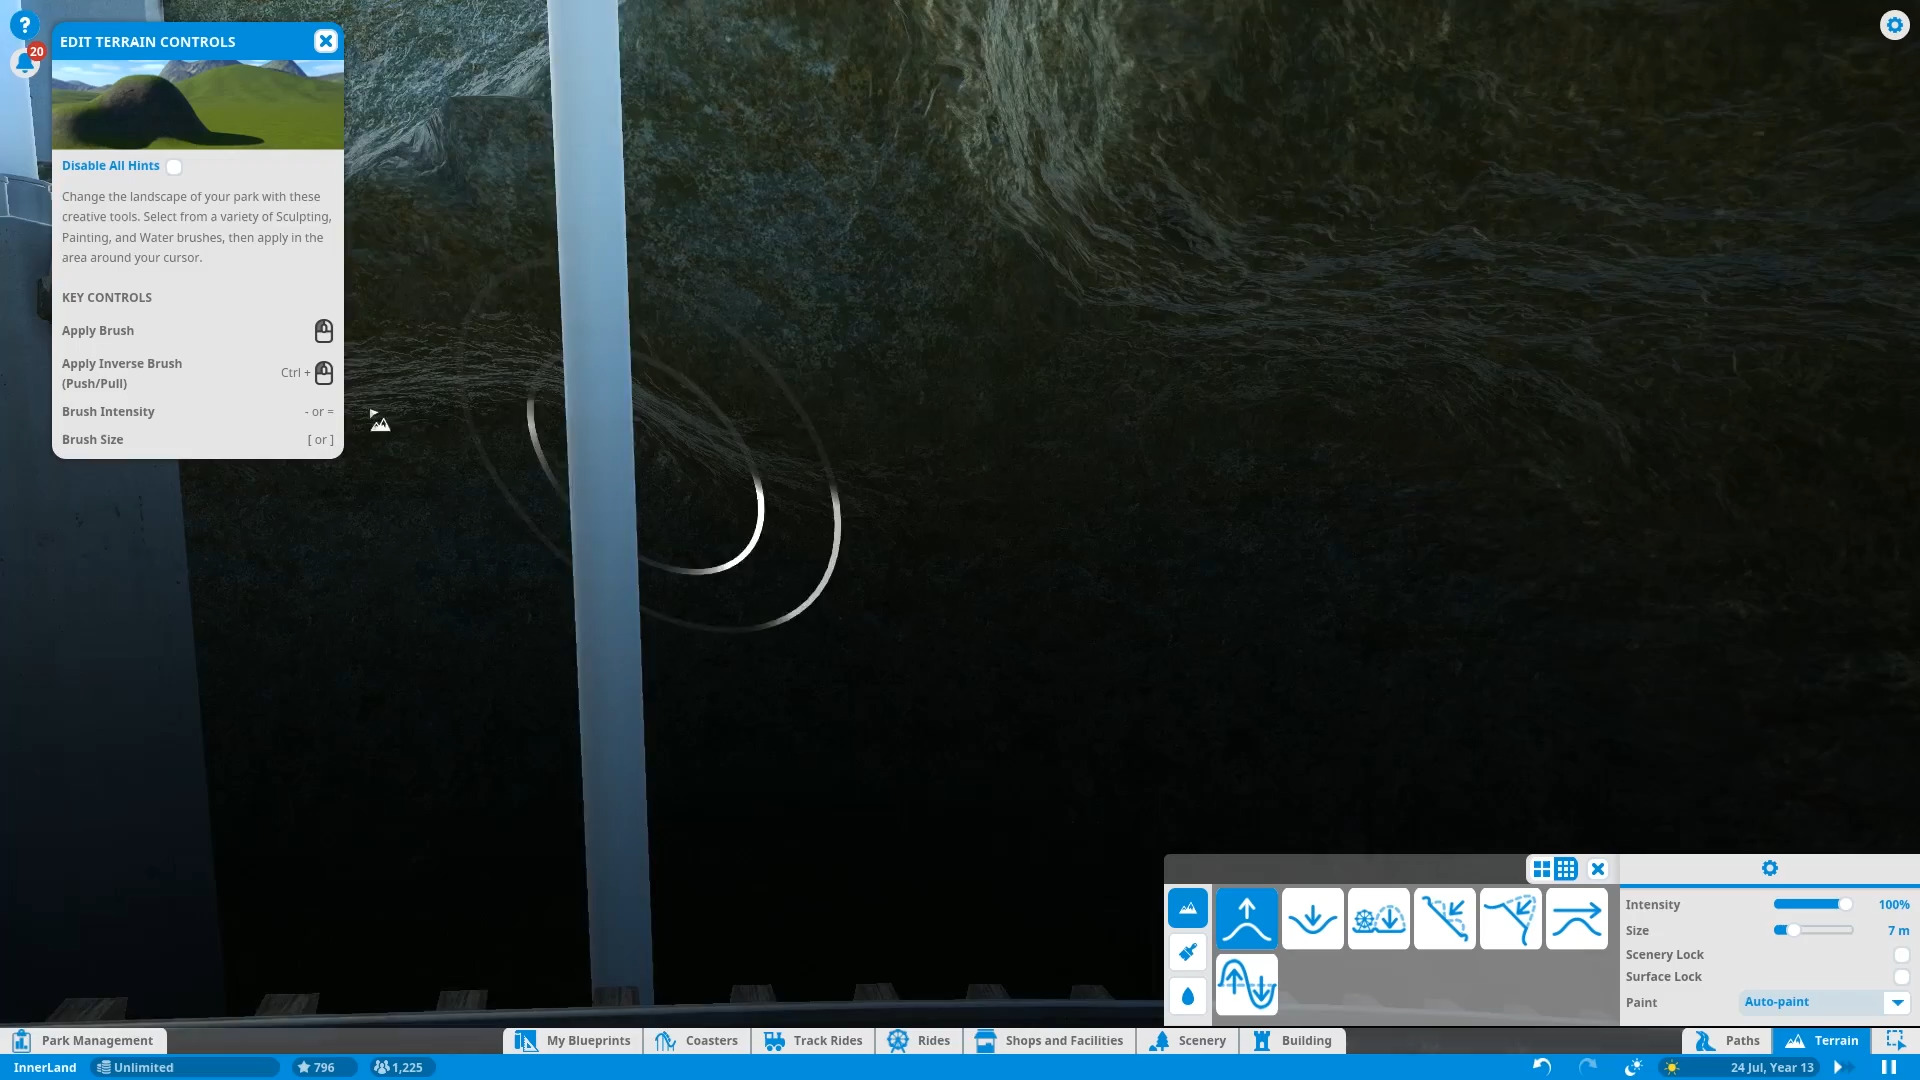 ?
20
EDIT TERRAIN CONTROLS
Disable All Hints
Change the landscape of your park with these
creative tools. Select from a variety of Sculpting,
Painting, and Water brushes, then apply in the
area around your cursor.
KEY CONTROLS
Apply Brush
Apply Inverse Brush
(Push/Pull)
Ctrl +
Brush Intensity
- or =
Brush Size
[ or ]
Intensity
100%
Size
7 m
Scenery Lock
Surface Lock
Paint
Auto-paint
Park Management
My Blueprints
Coasters
Track Rides
Rides
Shops and Facilities
Scenery
Building
Paths
Terrain
InnerLand
Unlimited
796
1,225
24 Jul, Year 13